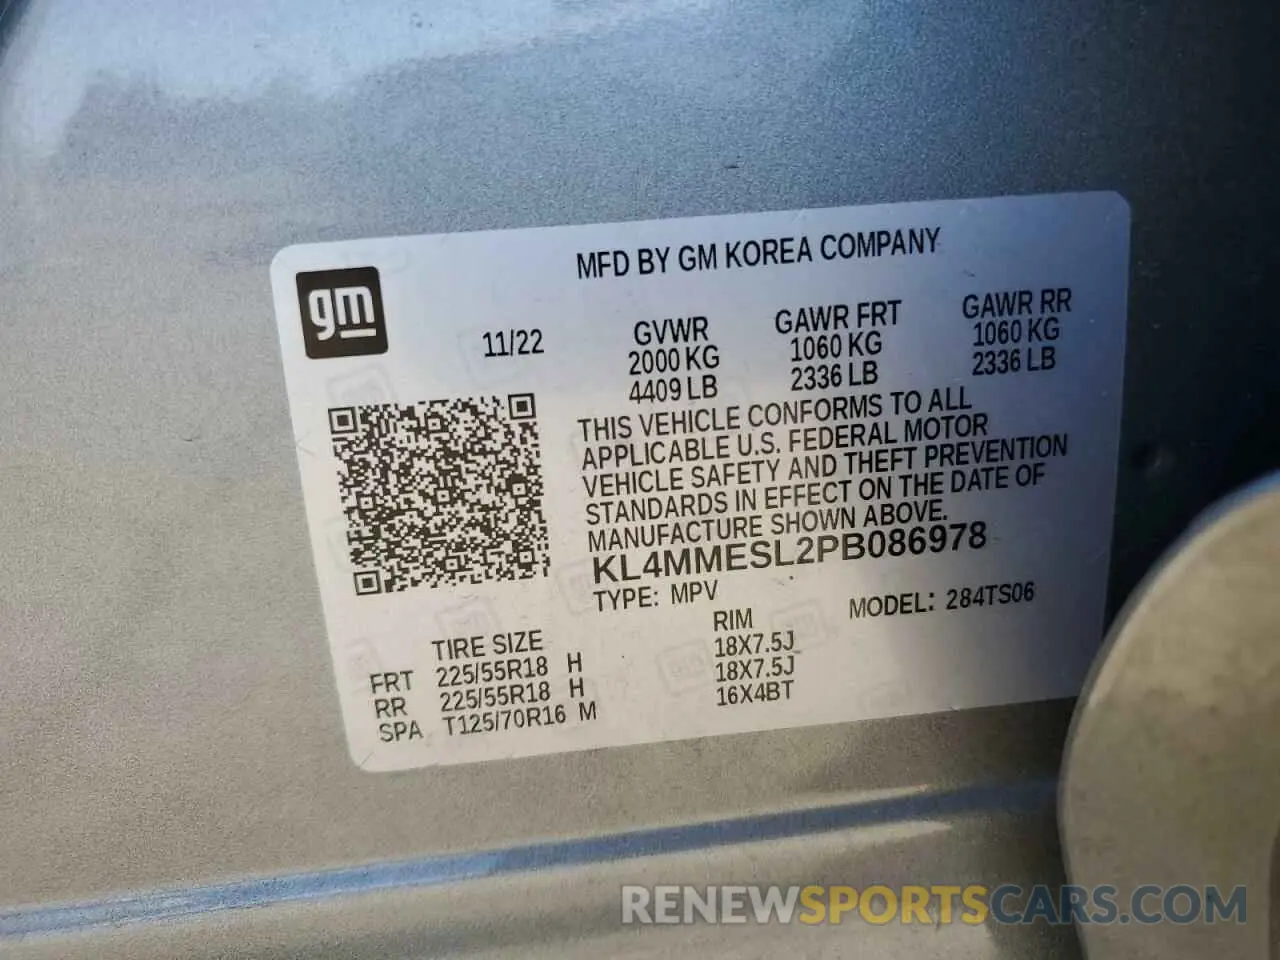 MFD BY GM KOREA COMPANY
gm
11/22
GVWR GAWR FRT GAWR RR
2000 KG 1060 KG 1060 KG
4409 LB 2336 LB 2336 LB
THIS VEHICLE CONFORMS TO ALL
APPLICABLE U.S. FEDERAL MOTOR
VEHICLE SAFETY AND THEFT PREVENTION
STANDARDS IN EFFECT ON THE DATE OF
MANUFACTURE SHOWN ABOVE.
KL4MMESL2PB086978
TYPE: MPV MODEL: 284TS06
TIRE SIZE RIM
FRT 225/55R18 H 18X7.5J
RR 225/55R18 H 18X7.5J
SPA T125/70R16 M 16X4BT
RENEWSPORTSCARS.COM